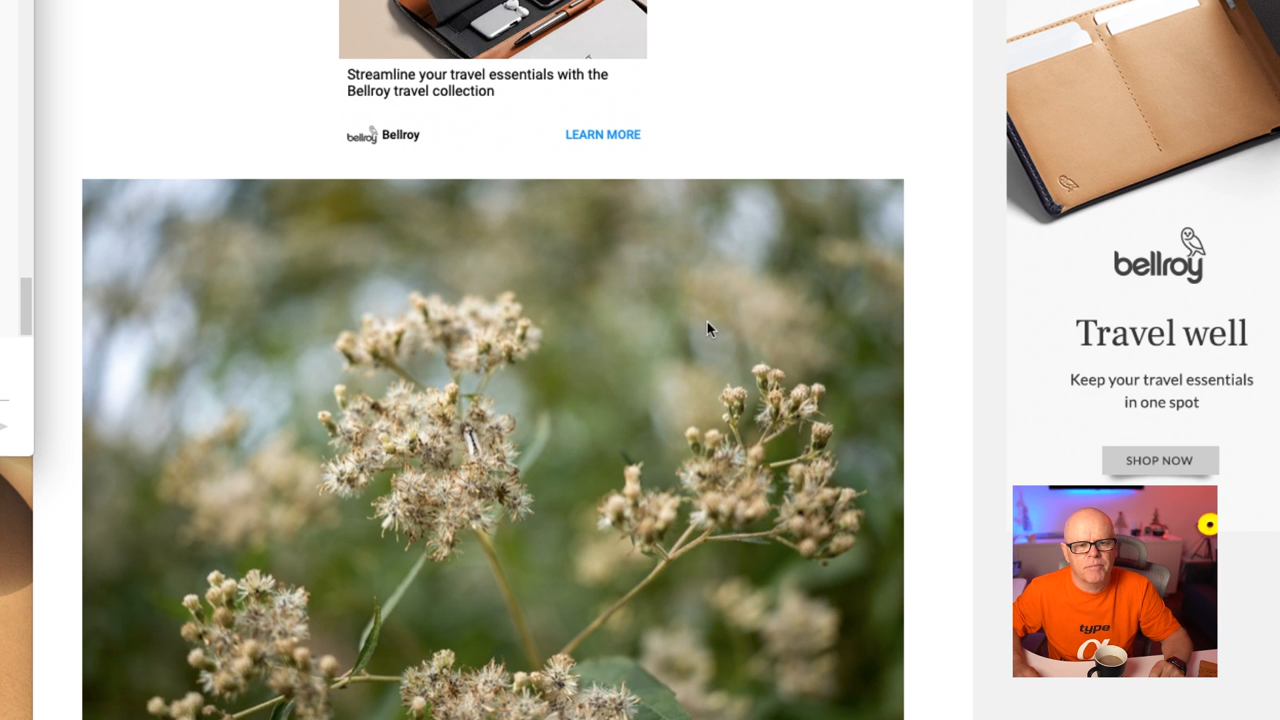 Streamline your travel essentials with the
Bellroy travel collection
bellroy Bellroy
LEARN MORE
bellroy
Travel well
Keep your travel essentials
in one spot
SHOP NOW
type
α